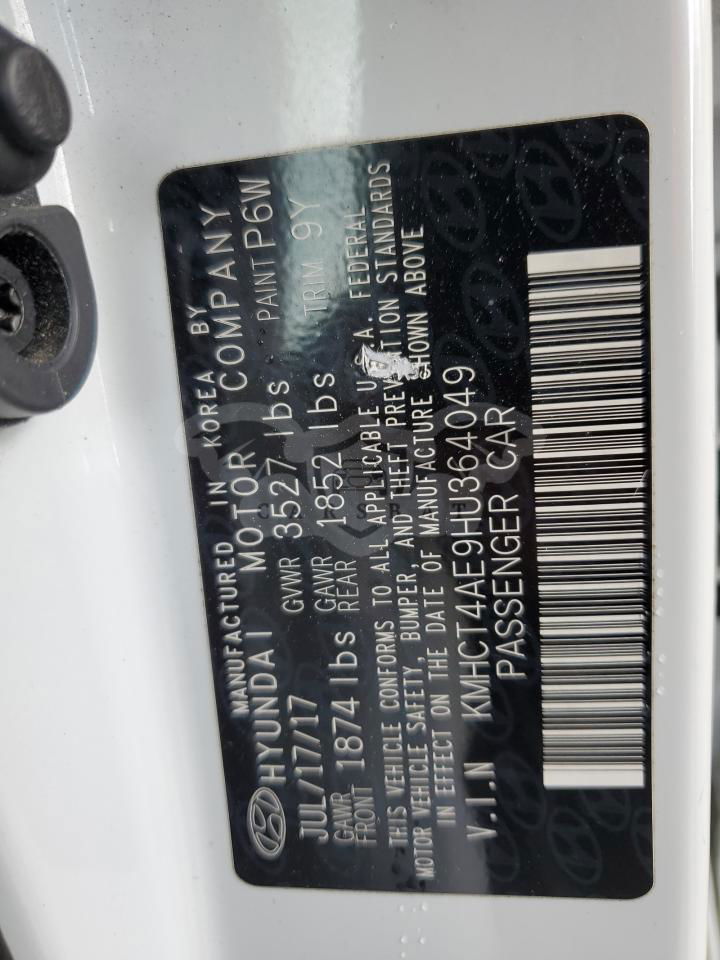 MANUFACTURED IN KOREA BY
HYUNDAI MOTOR COMPANY
JUL/17/17 GVWR 3527 lbs PAINT P6W
GAWR FRONT 1874 lbs GAWR REAR 1852 lbs TRIM 9Y
THIS VEHICLE CONFORMS TO ALL APPLICABLE U A. FEDERAL
MOTOR VEHICLE SAFETY, BUMPER, AND THEFT PREV TION STANDARDS
IN EFFECT ON THE DATE OF MANUFACTURE SHOWN ABOVE
V.I.N KMHCT4AE9HU364049
PASSENGER CAR